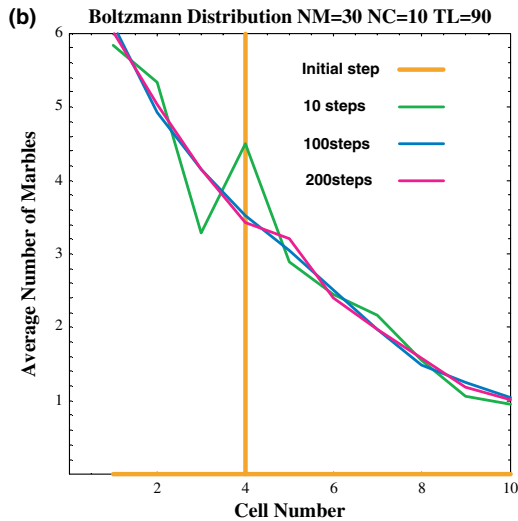 (b)
Boltzmann Distribution NM=30 NC=10 TL=90
6
5
4
3
2
1
Average Number of Marbles
Initial step
10 steps
100steps
200steps
2 4 6 8 10
Cell Number